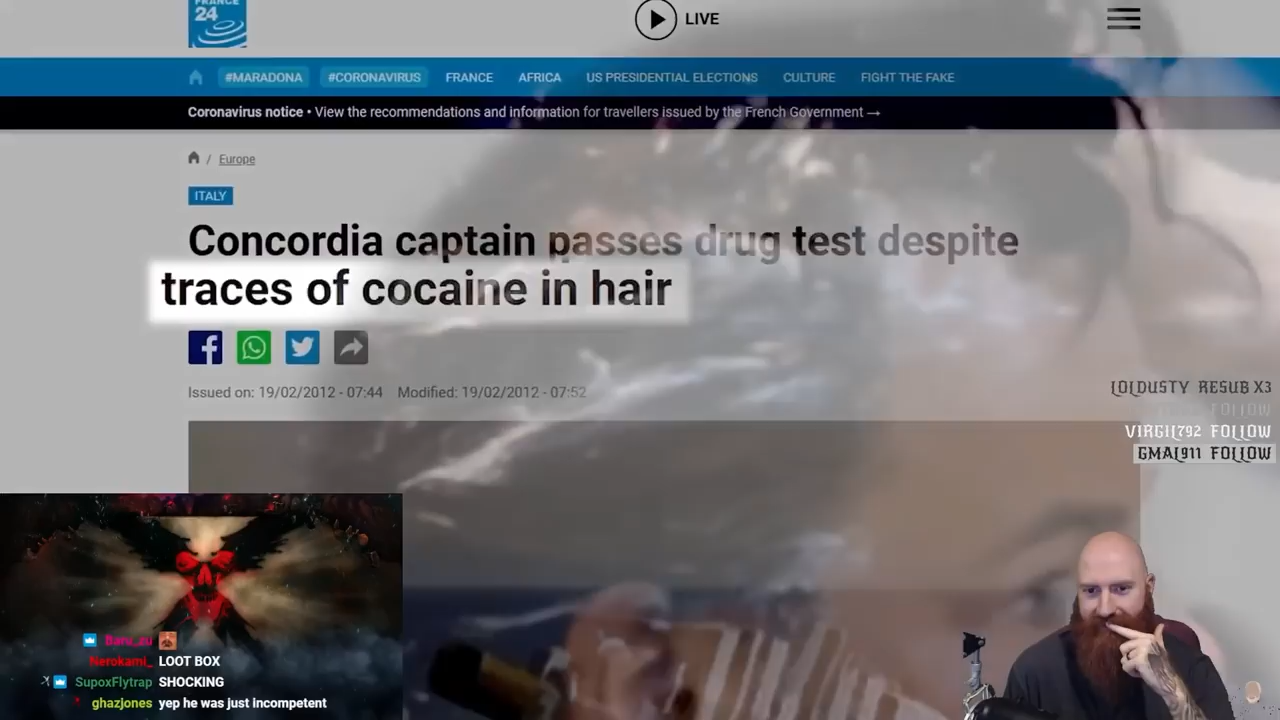 FRANCE
24
LIVE
#MARADONA #CORONAVIRUS FRANCE AFRICA US PRESIDENTIAL ELECTIONS CULTURE FIGHT THE FAKE
Coronavirus notice • View the recommendations and information for travellers issued by the French Government →
/ Europe
ITALY
Concordia captain passes drug test despite
traces of cocaine in hair
Issued on: 19/02/2012 - 07:44 Modified: 19/02/2012 - 07:52
LOLDUSTY RESUB X3
FOLLOW
VIRGIL792 FOLLOW
GMAL911 FOLLOW
Baru_zu
Nerokami_ LOOT BOX
SupoxFlytrap SHOCKING
ghazjones yep he was just incompetent